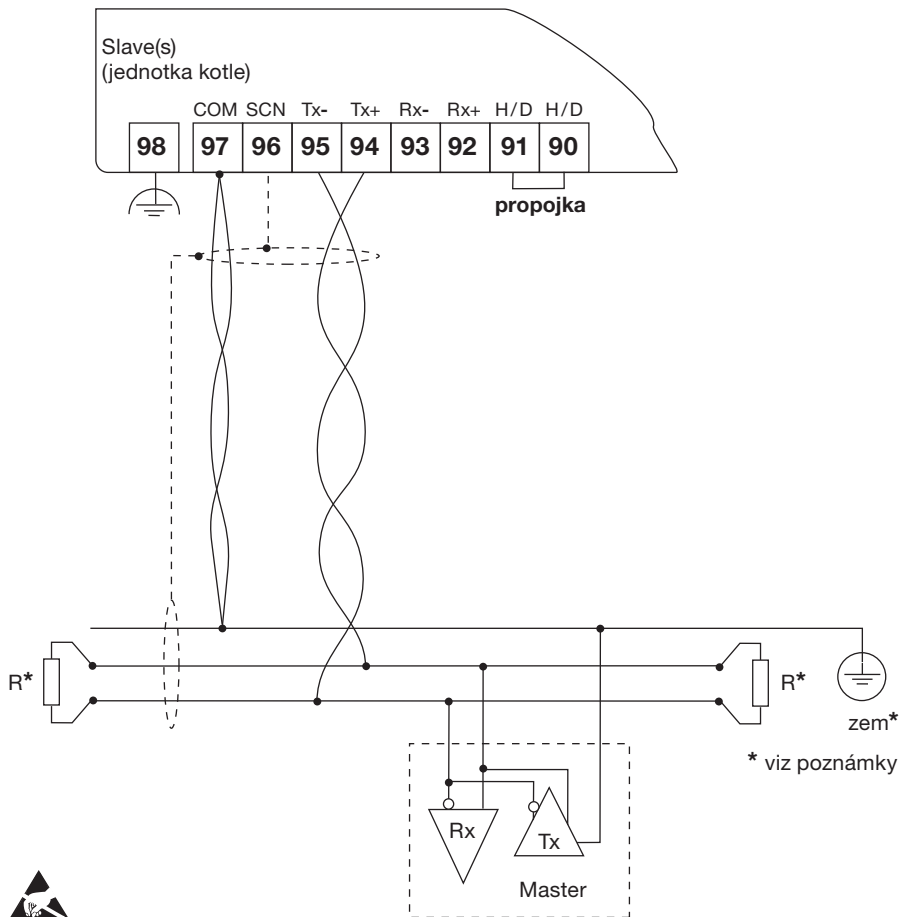 Slave(s)
(jednotka kotle)
COM SCN Tx- Tx+ Rx- Rx+ H/D H/D
98 97 96 95 94 93 92 91 90
propojka
R* R*
zem*
* viz poznámky
Rx Tx
Master